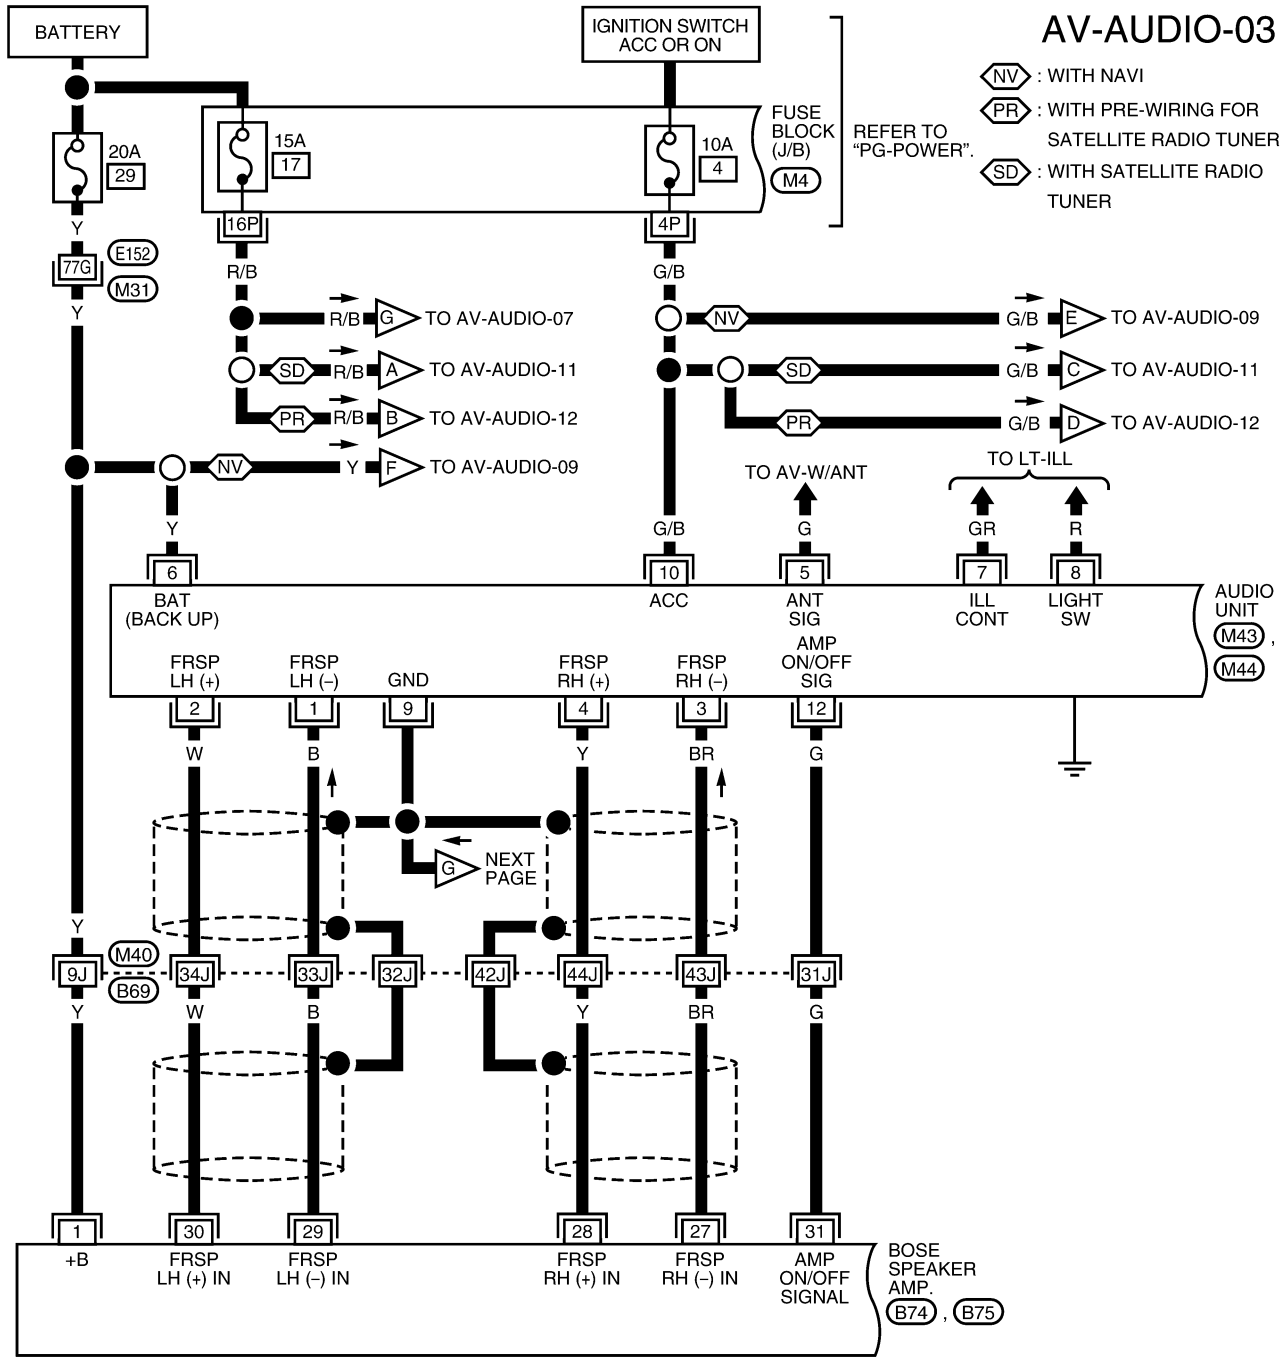 AV-AUDIO-03
BATTERY
IGNITION SWITCH
ACC OR ON
NV : WITH NAVI
PR : WITH PRE-WIRING FOR
SATELLITE RADIO TUNER
SD : WITH SATELLITE RADIO
TUNER
20A
29
15A
17
10A
4
FUSE
BLOCK
(J/B)
M4
REFER TO
“PG-POWER”.
16P
4P
Y
77G
E152
M31
Y
R/B
G/B
R/B G TO AV-AUDIO-07
NV G/B E TO AV-AUDIO-09
SD R/B A TO AV-AUDIO-11
SD G/B C TO AV-AUDIO-11
PR R/B B TO AV-AUDIO-12
PR G/B D TO AV-AUDIO-12
NV Y F TO AV-AUDIO-09
TO AV-W/ANT
TO LT-ILL
Y G/B G GR R
6 10 5 7 8
BAT
(BACK UP)
ACC
ANT
SIG
ILL
CONT
LIGHT
SW
AUDIO
UNIT
M43 ,
M44
FRSP
LH (+)
FRSP
LH (–)
GND
FRSP
RH (+)
FRSP
RH (–)
AMP
ON/OFF
SIG
2 1 9 4 3 12
W B Y BR G
G NEXT
PAGE
Y
M40
9J 34J 33J 32J 42J 44J 43J 31J
B69
Y W B Y BR G
1 30 29 28 27 31
+B
FRSP
LH (+) IN
FRSP
LH (–) IN
FRSP
RH (+) IN
FRSP
RH (–) IN
AMP
ON/OFF
SIGNAL
BOSE
SPEAKER
AMP.
B74 , B75